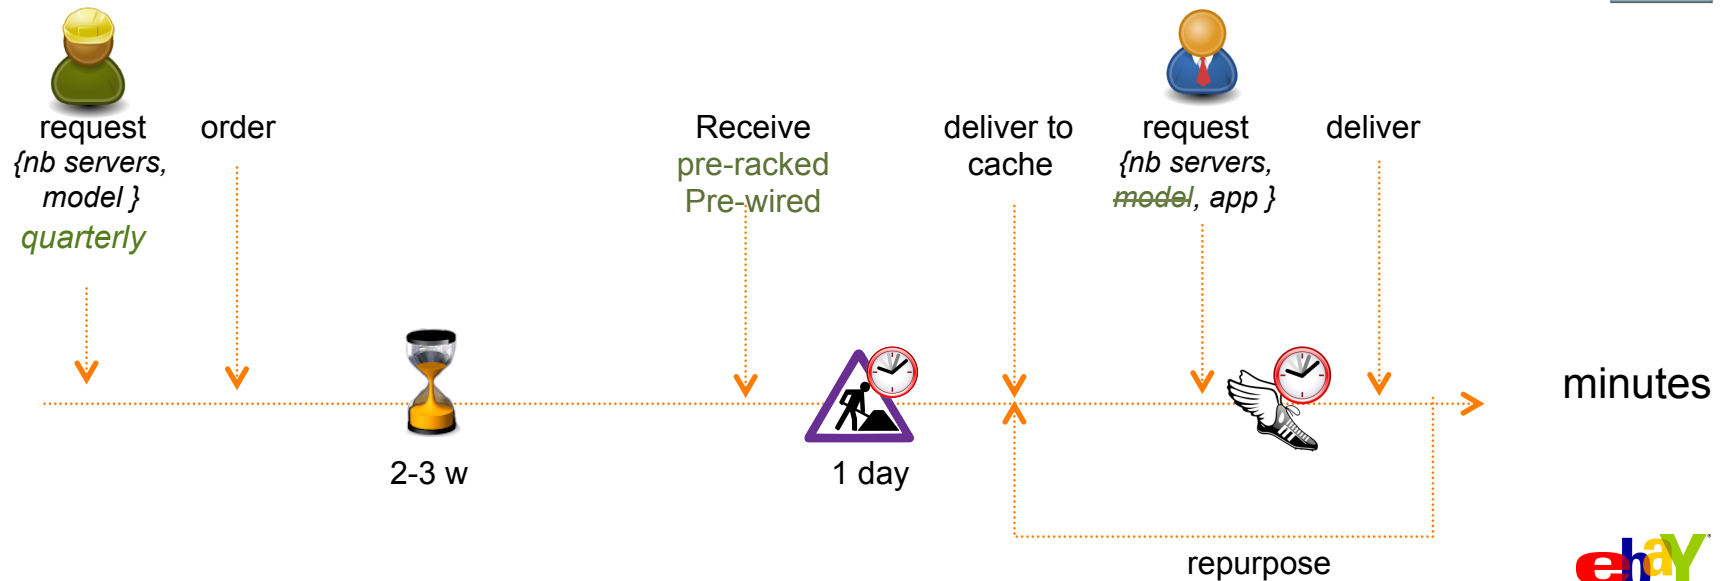 request
{nb servers,
model }
quarterly
order
Receive
pre-racked
Pre-wired
deliver to
cache
request
{nb servers,
model, app }
deliver
minutes
2-3 w
1 day
repurpose
ebaY